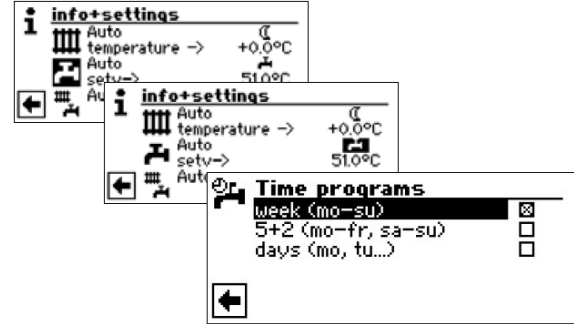 i info+settings
Auto
temperature -> +0.0°C
Auto
setv-> 51.0°C
Au
i info+settings
Auto
temperature -> +0.0°C
Auto
setv-> 51.0°C
Auto
Time programs
week (mo-su)
5+2 (mo-fr, sa-su)
days (mo, tu...)